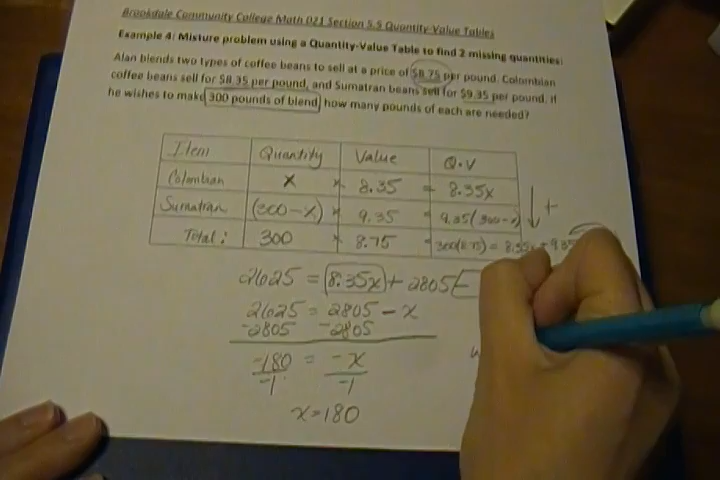 Brookdale Community College Math 021 Section 5.5 Quantity-Value Tables
Example 4: Mixture problem using a Quantity-Value Table to find 2 missing quantities:
Alan blends two types of coffee beans to sell at a price of $8.75 per pound. Colombian
coffee beans sell for $8.35 per pound, and Sumatran beans sell for $9.35 per pound. If
he wishes to make 300 pounds of blend, how many pounds of each are needed?
Item Quantity Value Q·V
Colombian x × 8.35 = 8.35x
Sumatran (300-x) × 9.35 = 9.35(300-x) +
Total: 300 × 8.75 = 300(8.75) = 8.35x + 9.35
2625 = 8.35x + 2805 -
2625 = 2805 - x
-2805 -2805
-180 = -x
-1 -1
x=180